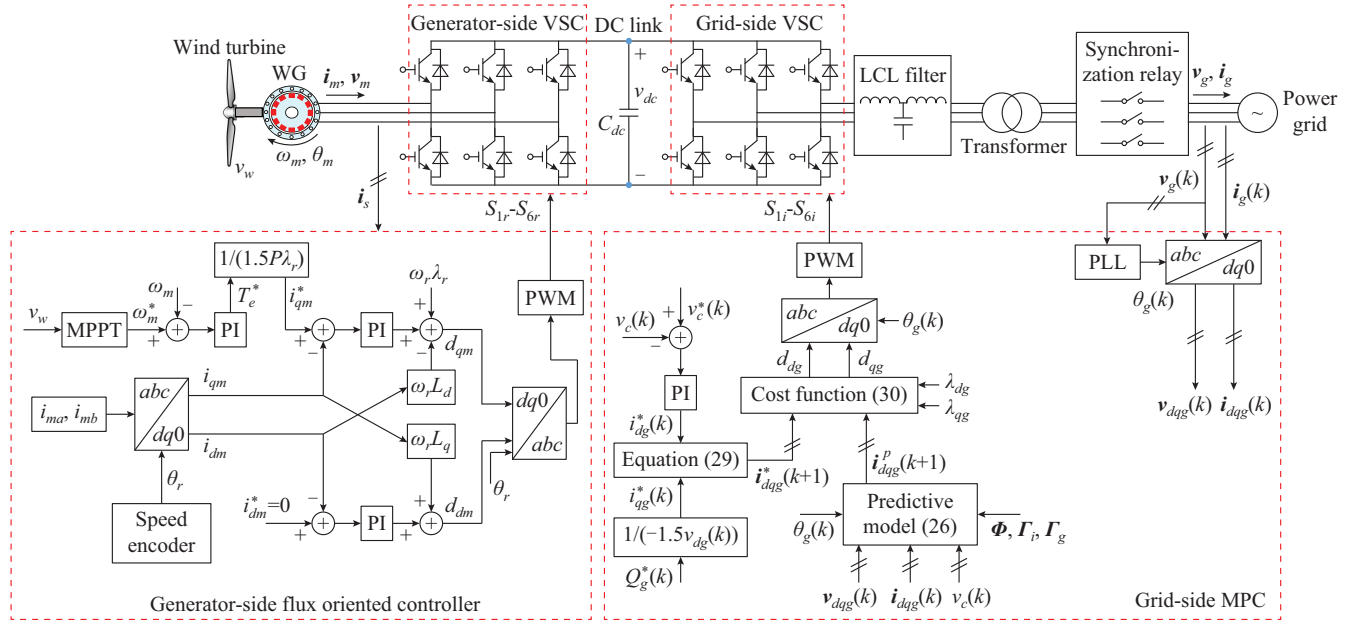 Generator-side VSC
DC link
Grid-side VSC
Wind turbine
WG
i_m, v_m
ω_m, θ_m
v_w
i_s
+
v_dc
C_dc
−
LCL filter
Transformer
Synchroni-
zation relay
v_g, i_g
~
Power
grid
v_g(k)
i_g(k)
S_1r-S_6r
S_1i-S_6i
1/(1.5Pλ_r)
ω_m
T_e^*
i_qm^*
ω_r λ_r
v_w
MPPT
ω_m^*
−
+
+
PI
+
+
−
PI
+
+
+
−
d_qm
PWM
i_ma, i_mb
abc
dq0
i_qm
i_dm
ω_r L_d
ω_r L_q
dq0
abc
θ_r
θ_r
Speed
encoder
i_dm^*=0
−
+
+
PI
+
+
+
d_dm
Generator-side flux oriented controller
PWM
abc
dq0
θ_g(k)
v_c(k)
−
+
+
v_c^*(k)
PI
d_dg
d_qg
Cost function (30)
λ_dg
λ_qg
i_dg^*(k)
Equation (29)
i_dqg^*(k+1)
i_dqg^p(k+1)
i_qg^*(k)
1/(−1.5v_dg(k))
Q_g^*(k)
θ_g(k)
Predictive
model (26)
Φ, Γ_i, Γ_g
v_dqg(k)
i_dqg(k)
v_c(k)
PLL
abc
dq0
θ_g(k)
v_dqg(k)
i_dqg(k)
Grid-side MPC